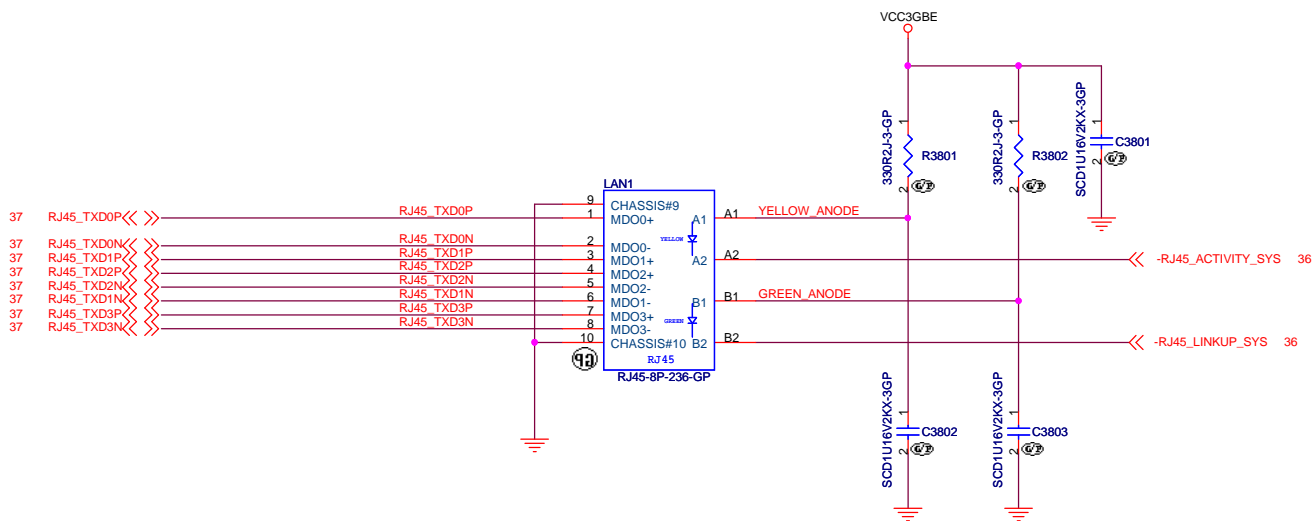 VCC3GBE
330R2J-3-GP
1
R3801
2
G/P
330R2J-3-GP
1
R3802
2
G/P
SCD1U16V2KX-3GP
1
C3801
2
G/P
LAN1
37 RJ45_TXD0P RJ45_TXD0P
37 RJ45_TXD0N RJ45_TXD0N
37 RJ45_TXD1P RJ45_TXD1P
37 RJ45_TXD2P RJ45_TXD2P
37 RJ45_TXD2N RJ45_TXD2N
37 RJ45_TXD1N RJ45_TXD1N
37 RJ45_TXD3P RJ45_TXD3P
37 RJ45_TXD3N RJ45_TXD3N
9 CHASSIS#9
1 MDO0+
2 MDO0-
3 MDO1+
4 MDO2+
5 MDO2-
6 MDO1-
7 MDO3+
8 MDO3-
10 CHASSIS#10
A1 A1 YELLOW_ANODE
YELLOW
A2 A2 -RJ45_ACTIVITY_SYS 36
B1 B1 GREEN_ANODE
GREEN
B2 B2 -RJ45_LINKUP_SYS 36
RJ45
GP
RJ45-8P-236-GP
SCD1U16V2KX-3GP
1
C3802
2
G/P
SCD1U16V2KX-3GP
1
C3803
2
G/P